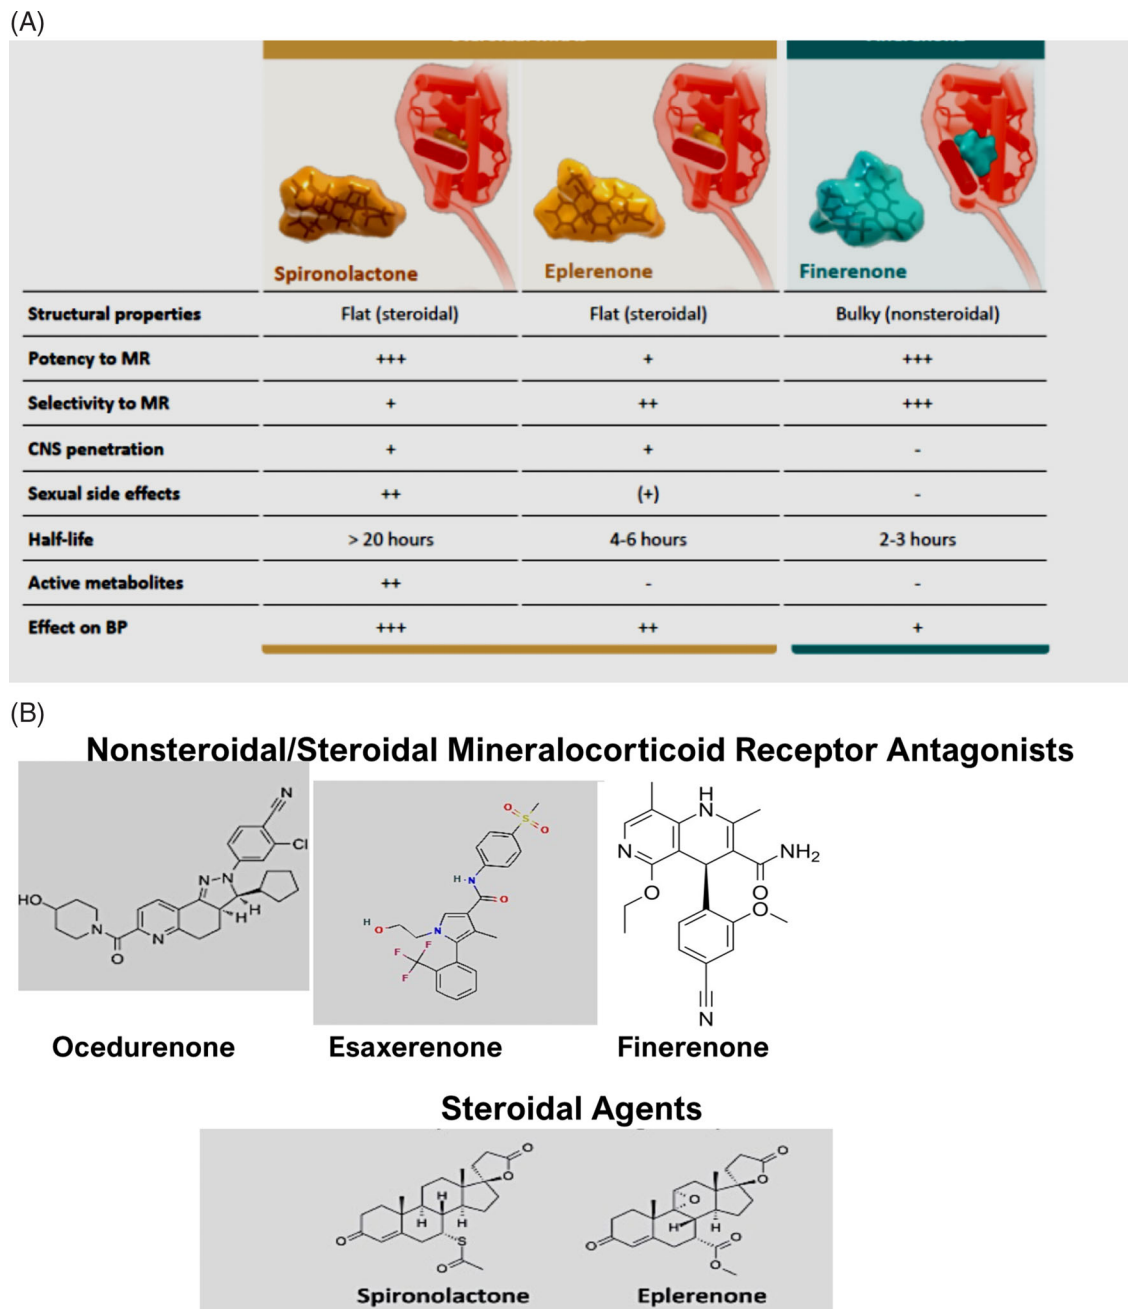 (A)
Spironolactone Eplerenone Finerenone
Structural properties Flat (steroidal) Flat (steroidal) Bulky (nonsteroidal)
Potency to MR +++ + +++
Selectivity to MR + ++ +++
CNS penetration + + -
Sexual side effects ++ (+) -
Half-life > 20 hours 4-6 hours 2-3 hours
Active metabolites ++ - -
Effect on BP +++ ++ +
(B)
Nonsteroidal/Steroidal Mineralocorticoid Receptor Antagonists
N
Cl
N N
H H
HO
N
N
O
O
S
O
H N
O
H
O
N
F
F
F
H
N
N
NH2
O
O
O
N
Ocedurenone Esaxerenone Finerenone
Steroidal Agents
O
O
H
H H
O
S
O
O
O
O
H H
O
O
O
Spironolactone Eplerenone